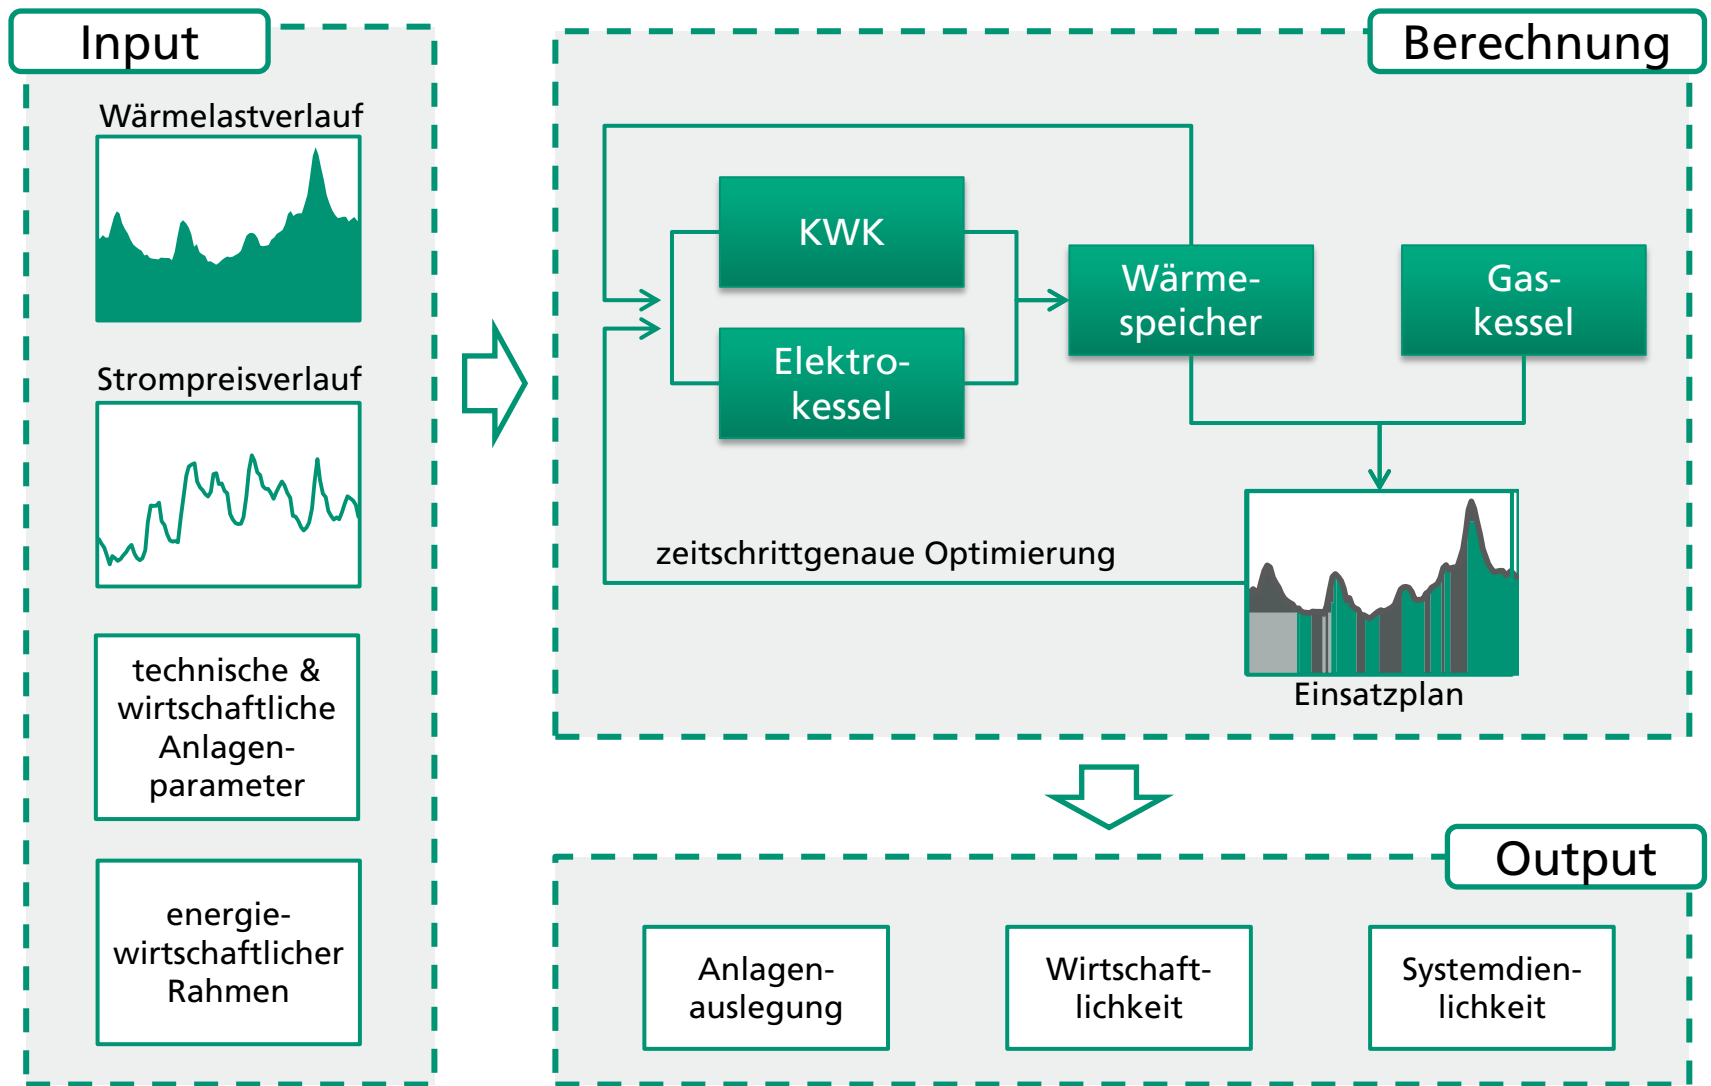 Input
Wärmelastverlauf
Strompreisverlauf
technische &
wirtschaftliche
Anlagen-
parameter
energie-
wirtschaftlicher
Rahmen
Berechnung
KWK
Elektro-
kessel
Wärme-
speicher
Gas-
kessel
zeitschrittgenaue Optimierung
Einsatzplan
Output
Anlagen-
auslegung
Wirtschaft-
lichkeit
Systemdien-
lichkeit